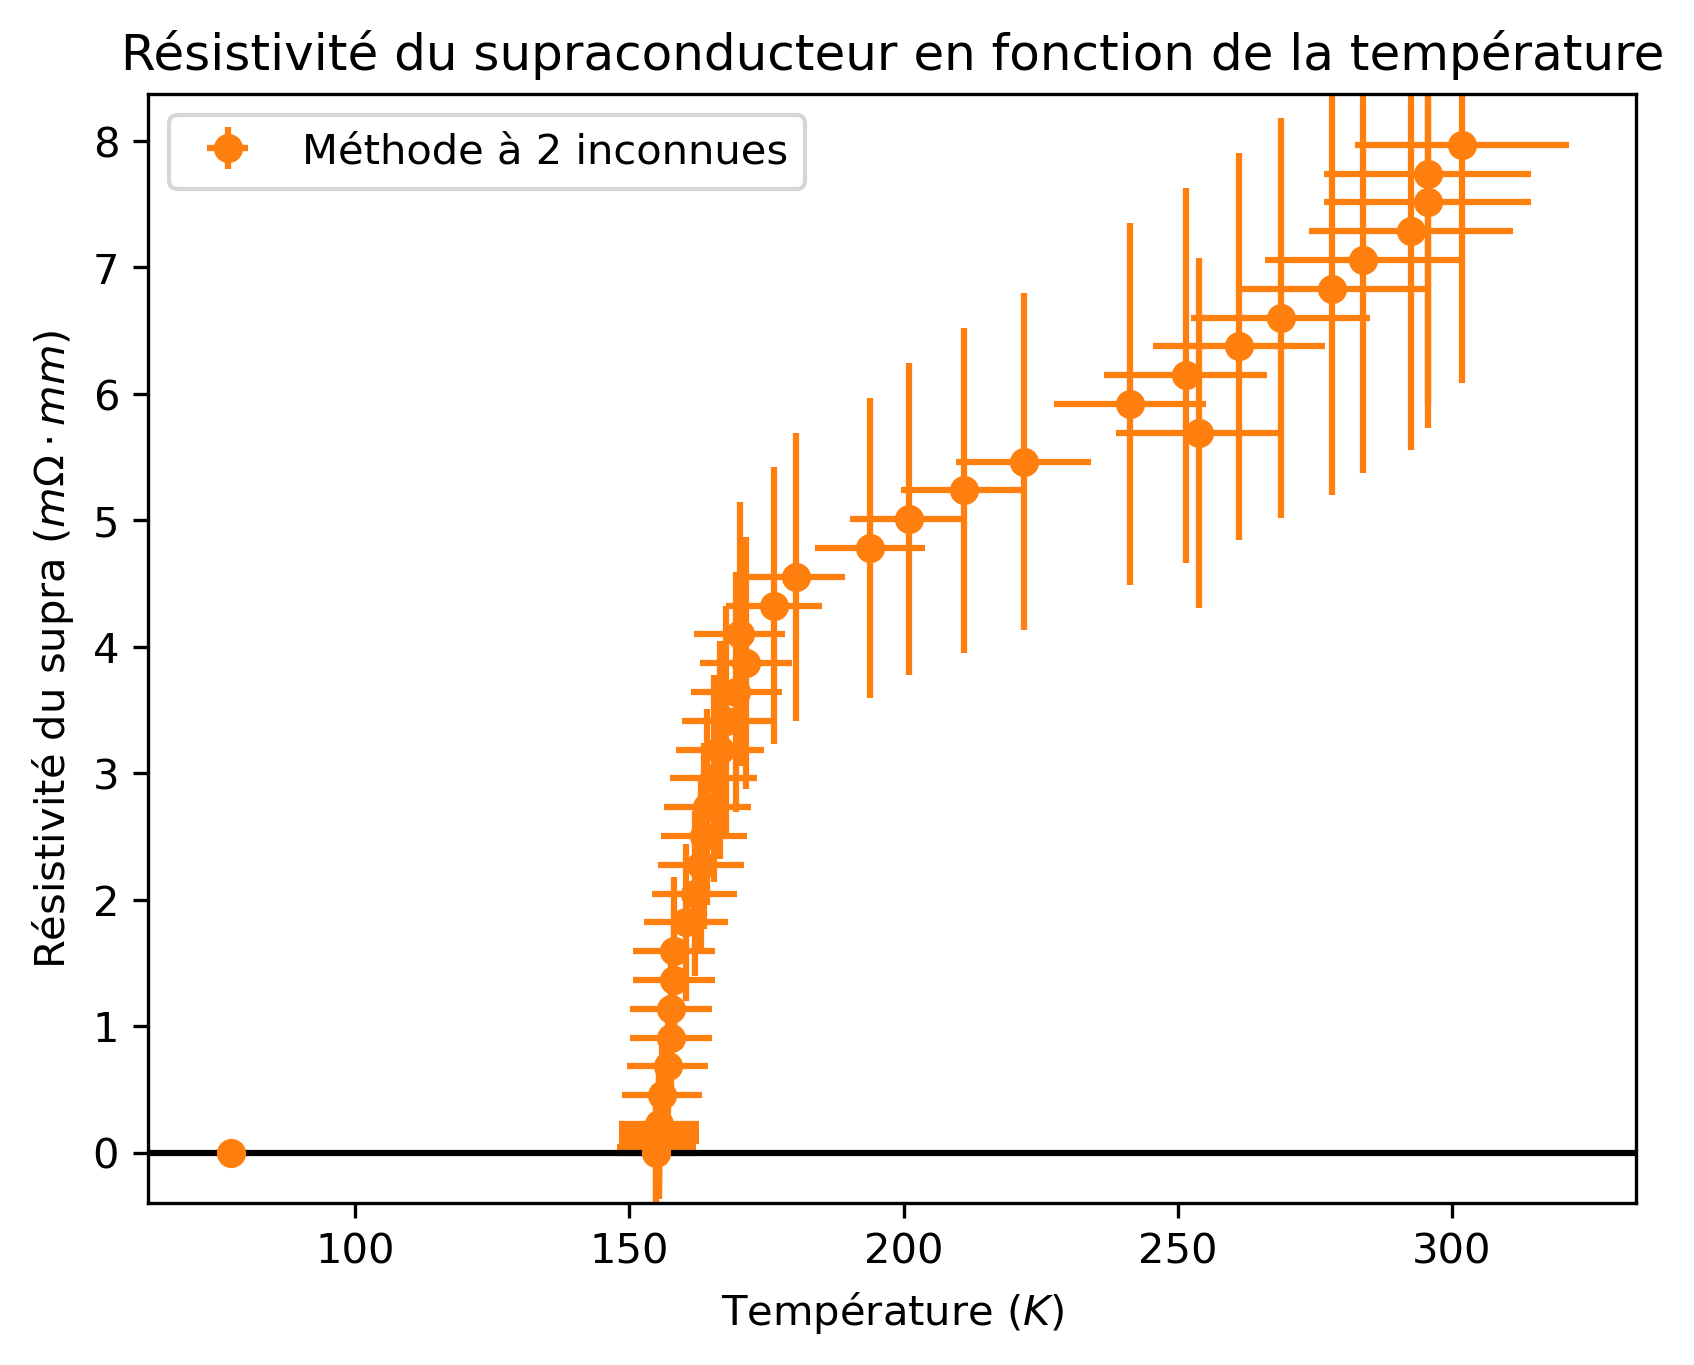 Résistivité du supraconducteur en fonction de la température
Méthode à 2 inconnues
8
7
6
5
4
3
2
1
0
Résistivité du supra (mΩ · mm)
100 150 200 250 300
Température (K)